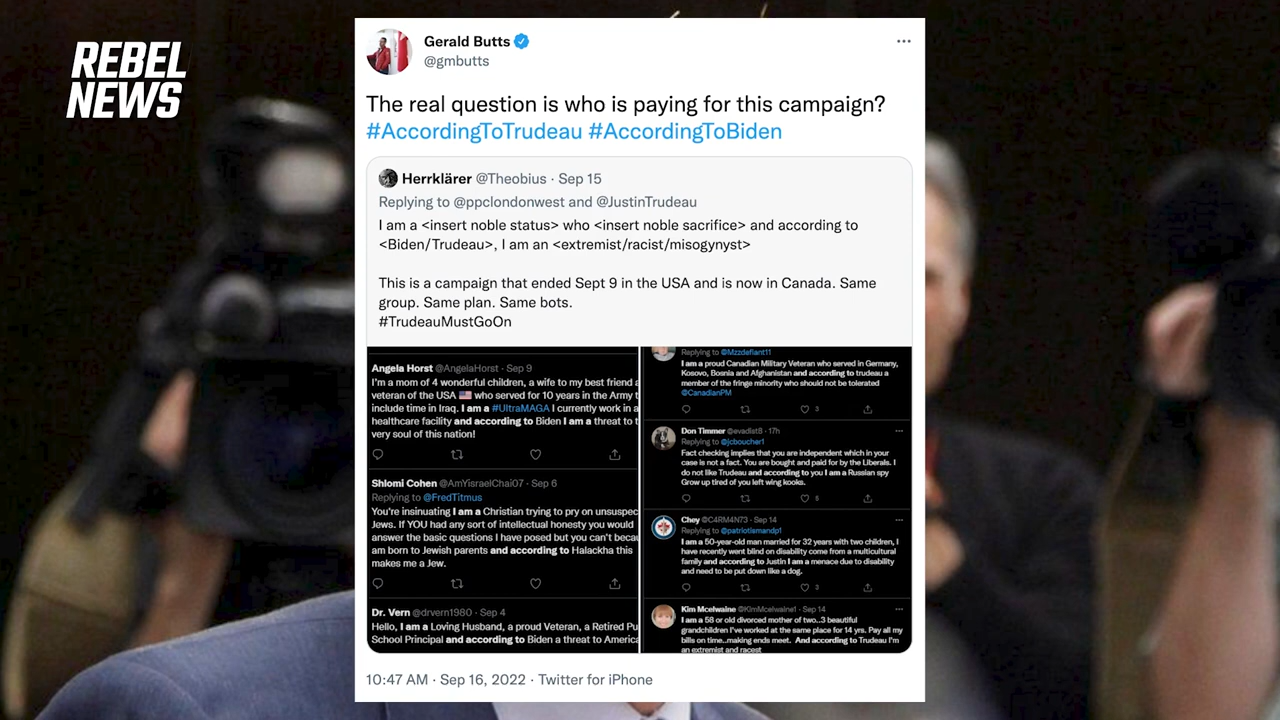 REBEL
NEWS
Gerald Butts
@gmbutts
The real question is who is paying for this campaign?
#AccordingToTrudeau #AccordingToBiden
Herrklärer @Theobius · Sep 15
Replying to @ppclondonwest and @JustinTrudeau
I am a <insert noble status> who <insert noble sacrifice> and according to
<Biden/Trudeau>, I am an <extremist/racist/misogynyst>
This is a campaign that ended Sept 9 in the USA and is now in Canada. Same
group. Same plan. Same bots.
#TrudeauMustGoOn
Angela Horst @AngelaHorst · Sep 9
I'm a mom of 4 wonderful children, a wife to my best friend a
veteran of the USA 🇺🇸 who served for 10 years in the Army t
include time in Iraq. I am a #UltraMAGA I currently work in a
healthcare facility and according to Biden I am a threat to t
very soul of this nation!
Shlomi Cohen @AmYisraelChai07 · Sep 6
Replying to @FredTitmus
You're insinuating I am a Christian trying to pry on unsuspec
Jews. If YOU had any sort of intellectual honesty you would
answer the basic questions I have posed but you can't becau
am born to Jewish parents and according to Halackha this
makes me a Jew.
Dr. Vern @drvern1980 · Sep 4
Hello, I am a Loving Husband, a proud Veteran, a Retired Pu
School Principal and according to Biden a threat to America
Replying to @Mzzdefiant11
I am a proud Canadian Military Veteran who served in Germany,
Kosovo, Bosnia and Afghanistan and according to trudeau a
member of the fringe minority who should not be tolerated
@CanadianPM
3
Don Timmer @evadist8 · 17h
Replying to @jcboucher1
Fact checking implies that you are independent which in your
case is not a fact. You are bought and paid for by the Liberals. I
do not like Trudeau and according to you I am a Russian spy
Grow up tired of you left wing kooks.
6
Chey @C4RM4N73 · Sep 14
Replying to @patriotismandp1
I am a 50-year-old man married for 32 years with two children, I
have recently went blind on disability come from a multicultural
family and according to Justin I am a menace due to disability
and need to be put down like a dog.
3
Kim Mcelwaine @KimMcelwaine1 · Sep 14
I am a 58 or old divorced mother of two..3 beautiful
grandchildren I've worked at the same place for 14 yrs. Pay all my
bills on time..making ends meet. And according to Trudeau I'm
an extremist and racest
10:47 AM · Sep 16, 2022 · Twitter for iPhone